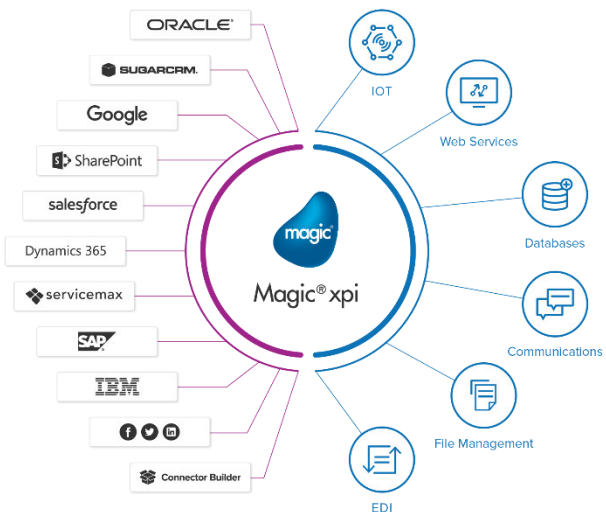 ORACLE®
SUGARCRM.
Google
SharePoint
salesforce
Dynamics 365
servicemax
SAP
IBM
Connector Builder
magic®
Magic® xpi
IOT
Web Services
Databases
Communications
File Management
EDI